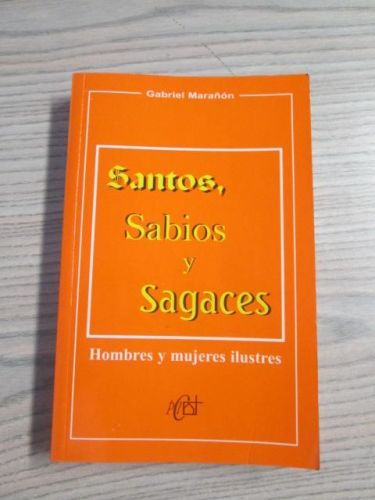 Gabriel Marañón
Santos,
Sabios
y
Sagaces
Hombres y mujeres ilustres